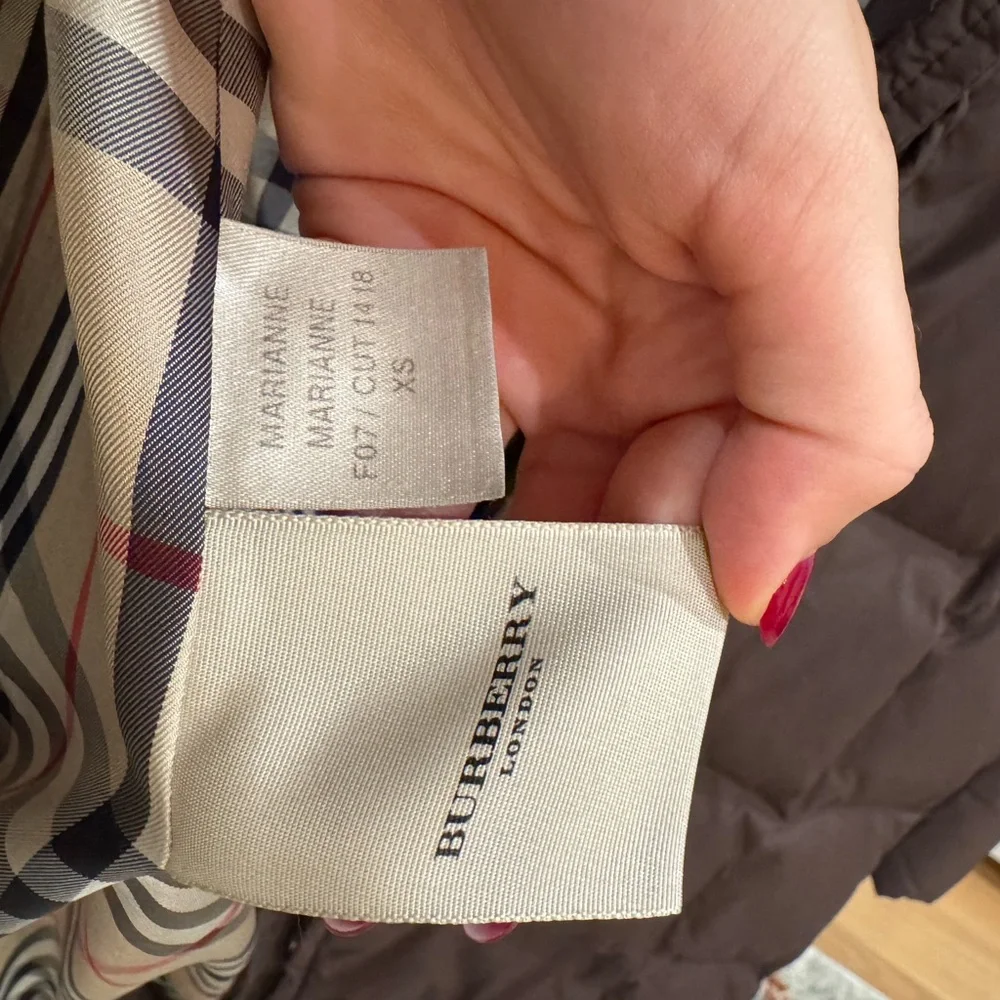 MARIANNE
MARIANNE
F07 / CUT 1418
XS
BURBERRY
LONDON